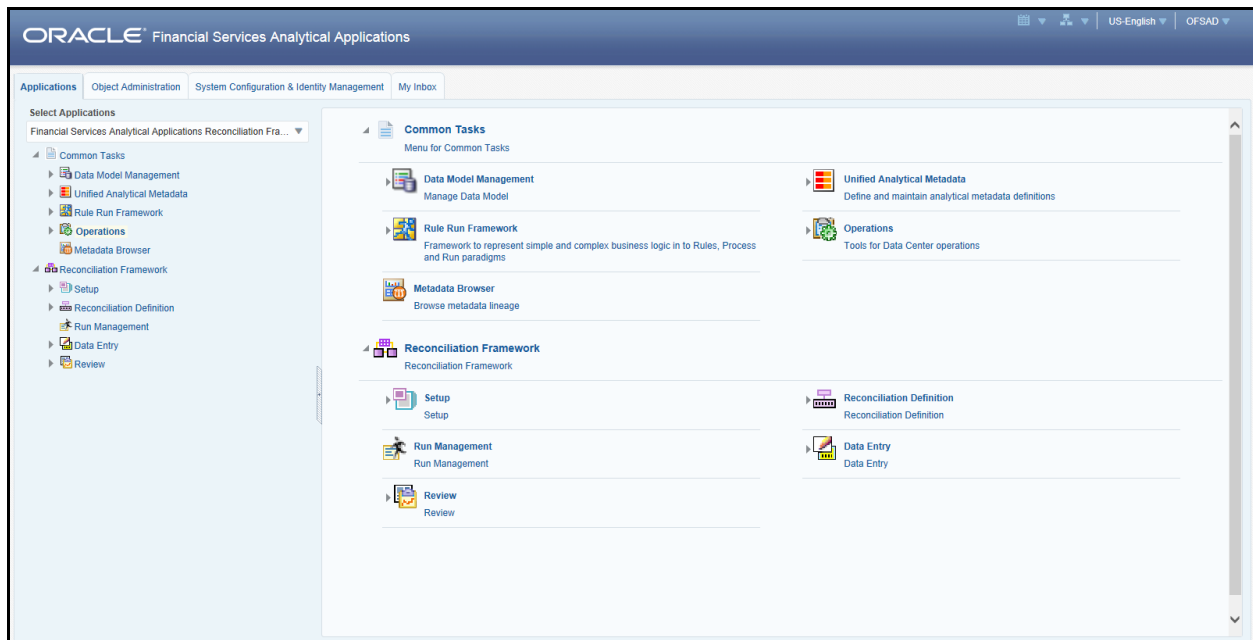 ORACLE® Financial Services Analytical Applications
US-English
OFSAD
Applications
Object Administration
System Configuration & Identity Management
My Inbox
Select Applications
Financial Services Analytical Applications Reconciliation Fra...
Common Tasks
Data Model Management
Unified Analytical Metadata
Rule Run Framework
Operations
Metadata Browser
Reconciliation Framework
Setup
Reconciliation Definition
Run Management
Data Entry
Review
Common Tasks
Menu for Common Tasks
Data Model Management
Manage Data Model
Unified Analytical Metadata
Define and maintain analytical metadata definitions
Rule Run Framework
Framework to represent simple and complex business logic in to Rules, Process
and Run paradigms
Operations
Tools for Data Center operations
Metadata Browser
Browse metadata lineage
Reconciliation Framework
Reconciliation Framework
Setup
Setup
Reconciliation Definition
Reconciliation Definition
Run Management
Run Management
Data Entry
Data Entry
Review
Review